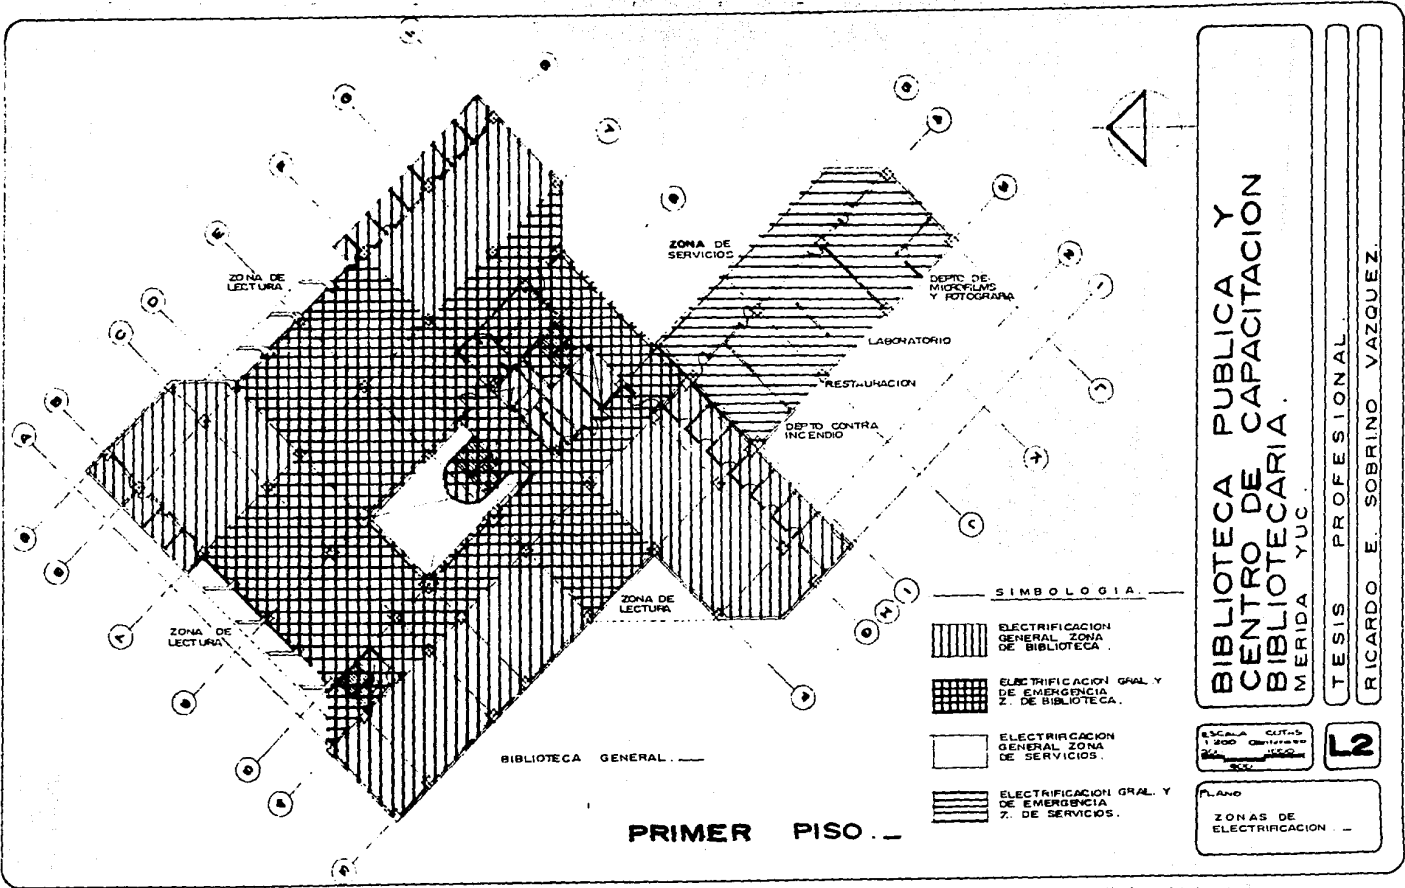 ZONA DE
LECTURA
ZONA DE
SERVICIOS
DEPTO DE
MICROFILMS
Y FOTOGRAFIA
LABORATORIO
RESTAURACION
DEPTO CONTRA
INCENDIO
ZONA DE
LECTURA
ZONA DE
LECTURA
BIBLIOTECA GENERAL.
PRIMER PISO.
SIMBOLOGIA
ELECTRIFICACION
GENERAL ZONA
DE BIBLIOTECA.
ELECTRIFICACION GRAL. Y
DE EMERGENCIA
Z. DE BIBLIOTECA.
ELECTRIFICACION
GENERAL ZONA
DE SERVICIOS.
ELECTRIFICACION GRAL. Y
DE EMERGENCIA
Z. DE SERVICIOS.
BIBLIOTECA PUBLICA Y
CENTRO DE CAPACITACION
BIBLIOTECARIA.
MERIDA YUC.
TESIS PROFESIONAL.
RICARDO E. SOBRINO VAZQUEZ.
ESCALA COTAS
1:200
L2
PLANO
ZONAS DE
ELECTRIFICACION